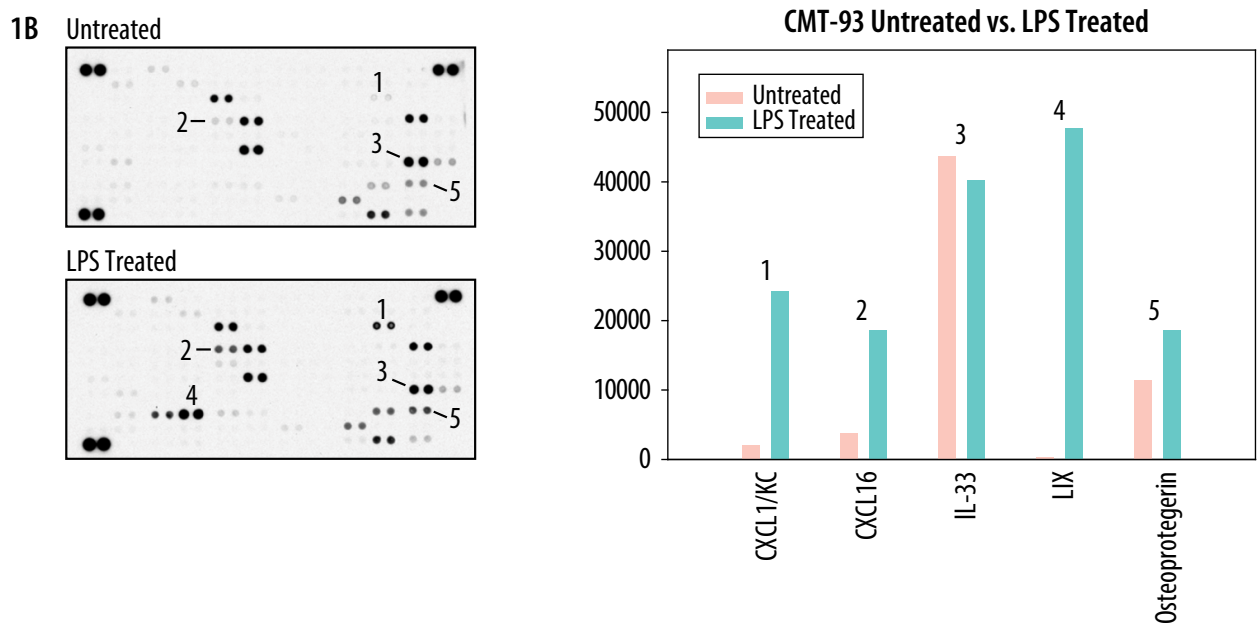 1B Untreated
1
2
3
5
LPS Treated
1
2
3
4
5
CMT-93 Untreated vs. LPS Treated
Untreated
LPS Treated
50000
40000
30000
20000
10000
0
1
2
3
4
5
CXCL1/KC
CXCL16
IL-33
LIX
Osteoprotegerin